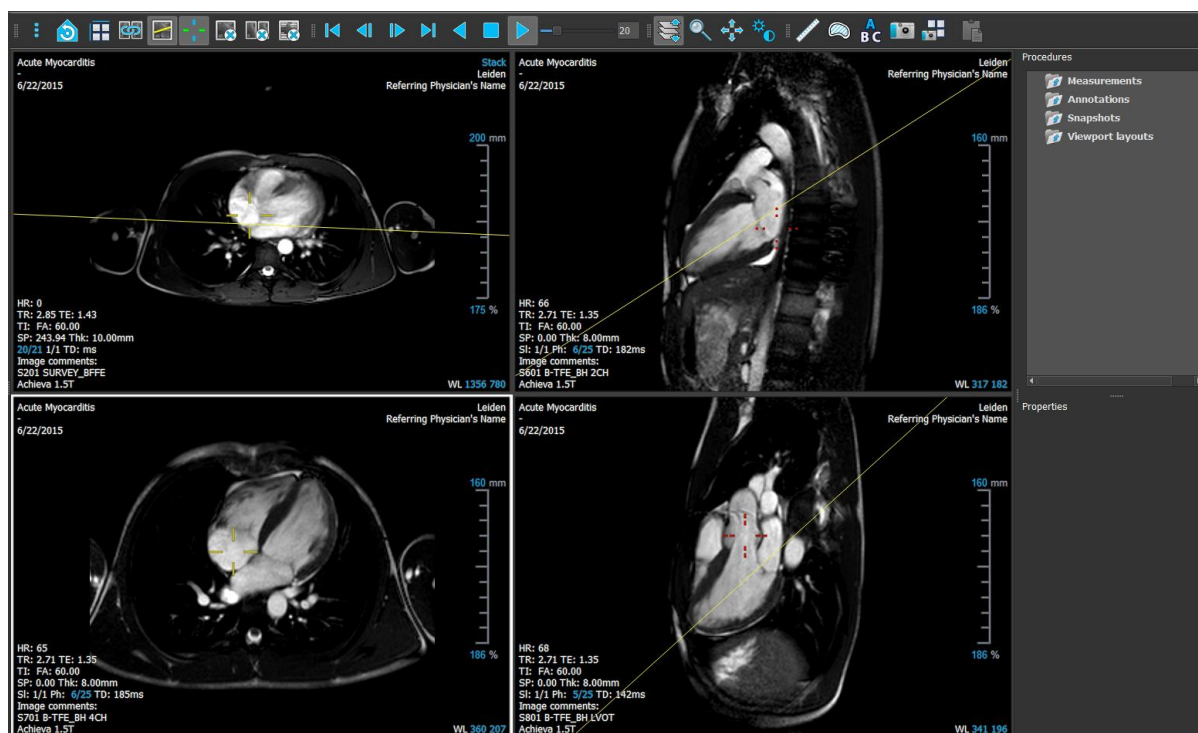 20
A
B C
Acute Myocarditis
-
6/22/2015
Stack
Leiden
Referring Physician's Name
200 mm
175 %
HR: 0
TR: 2.85 TE: 1.43
TI: FA: 60.00
SP: 243.94 Thk: 10.00mm
20/21 1/1 TD: ms
Image comments:
S201 SURVEY_BFFE
Achieva 1.5T
WL 1356 780
Acute Myocarditis
-
6/22/2015
Leiden
Referring Physician's Name
160 mm
186 %
HR: 66
TR: 2.71 TE: 1.35
TI: FA: 60.00
SP: 0.00 Thk: 8.00mm
Sl: 1/1 Ph: 6/25 TD: 182ms
Image comments:
S601 B-TFE_BH 2CH
Achieva 1.5T
WL 317 182
Procedures
Measurements
Annotations
Snapshots
Viewport layouts
Acute Myocarditis
-
6/22/2015
Leiden
Referring Physician's Name
160 mm
186 %
HR: 65
TR: 2.71 TE: 1.35
TI: FA: 60.00
SP: 0.00 Thk: 8.00mm
Sl: 1/1 Ph: 6/25 TD: 185ms
Image comments:
S701 B-TFE_BH 4CH
Achieva 1.5T
WL 360 207
Acute Myocarditis
-
6/22/2015
Leiden
Referring Physician's Name
160 mm
186 %
HR: 68
TR: 2.71 TE: 1.35
TI: FA: 60.00
SP: 0.00 Thk: 8.00mm
Sl: 1/1 Ph: 5/25 TD: 142ms
Image comments:
S801 B-TFE_BH LVOT
Achieva 1.5T
WL 341 196
Properties